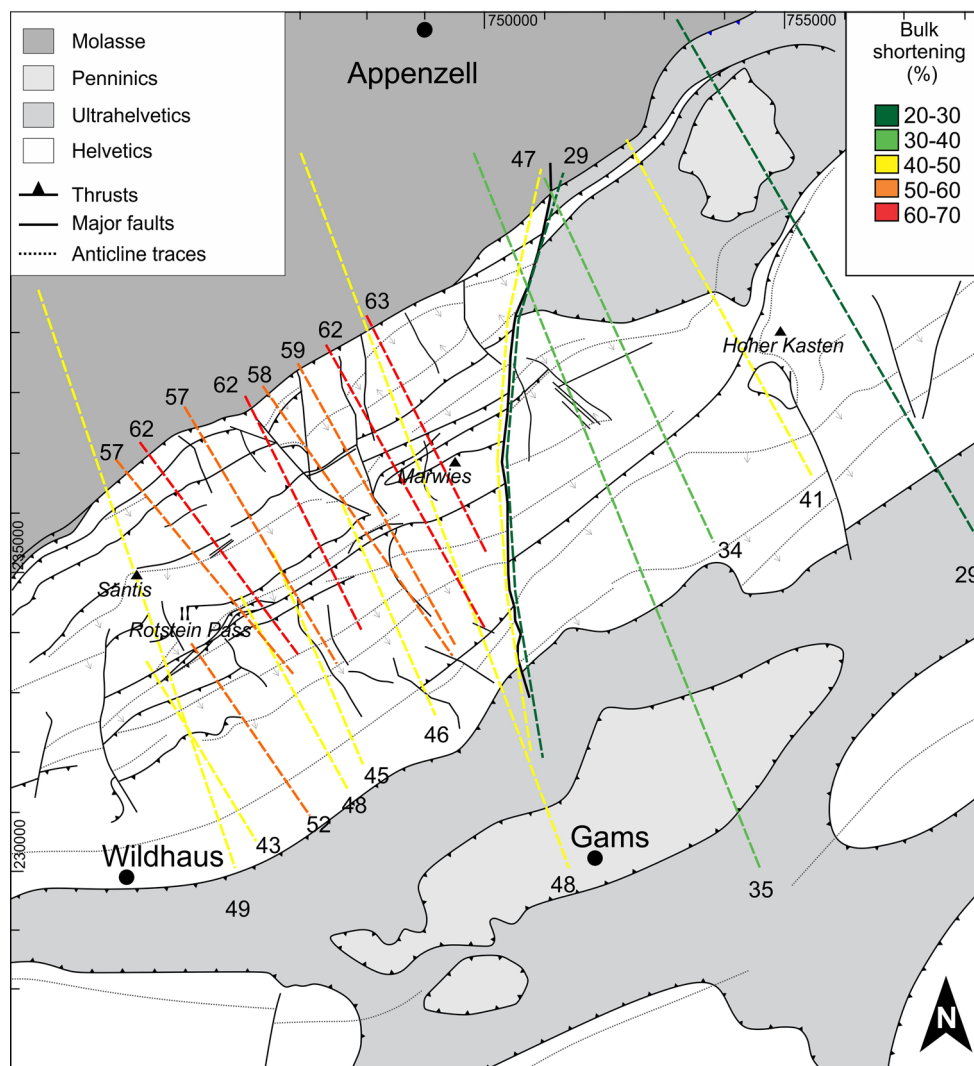 750000
755000
Molasse
Penninics
Ultrahelvetics
Helvetics
Thrusts
Major faults
Anticline traces
Bulk
shortening
(%)
20-30
30-40
40-50
50-60
60-70
Appenzell
47
29
63
62
59
58
57
62
62
57
Hoher Kasten
Marwies
41
34
235000
Säntis
Rotstein Pass
29
46
45
48
52
43
230000
Wildhaus
Gams
48
35
49
N